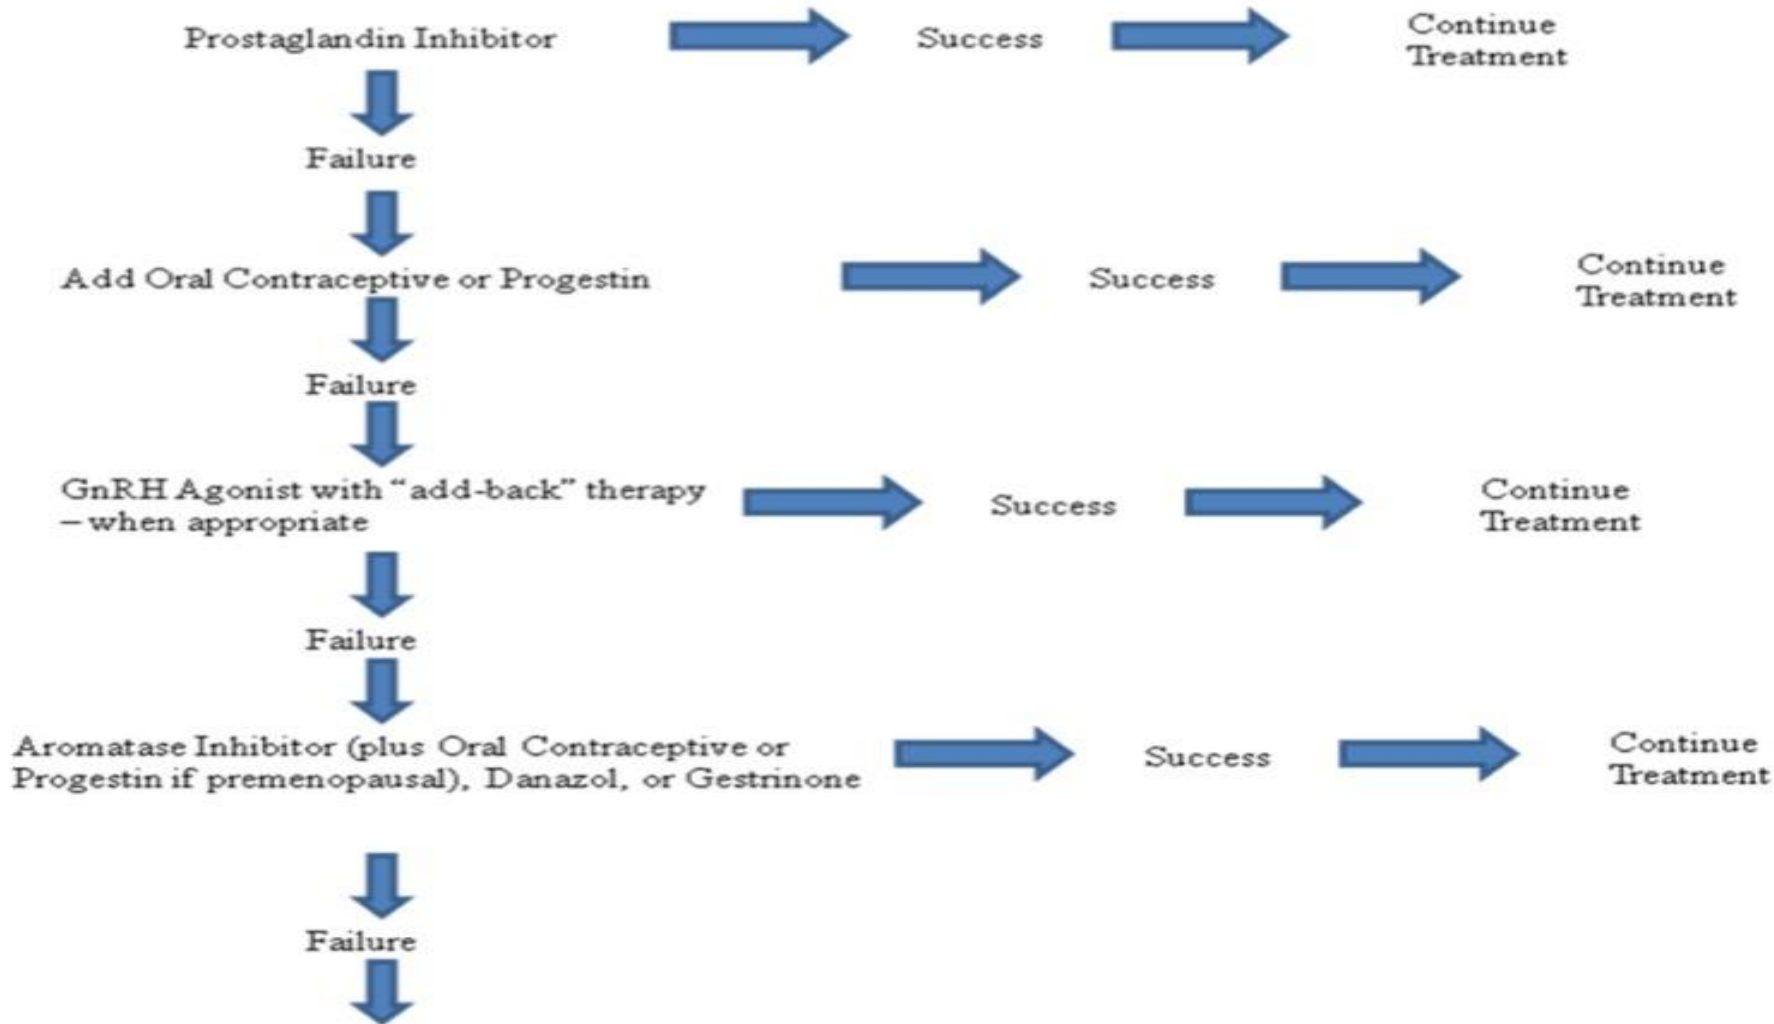 Prostaglandin Inhibitor
Success
Continue
Treatment
Failure
Add Oral Contraceptive or Progestin
Success
Continue
Treatment
Failure
GnRH Agonist with “add-back” therapy
– when appropriate
Success
Continue
Treatment
Failure
Aromatase Inhibitor (plus Oral Contraceptive or
Progestin if premenopausal), Danazol, or Gestrinone
Success
Continue
Treatment
Failure